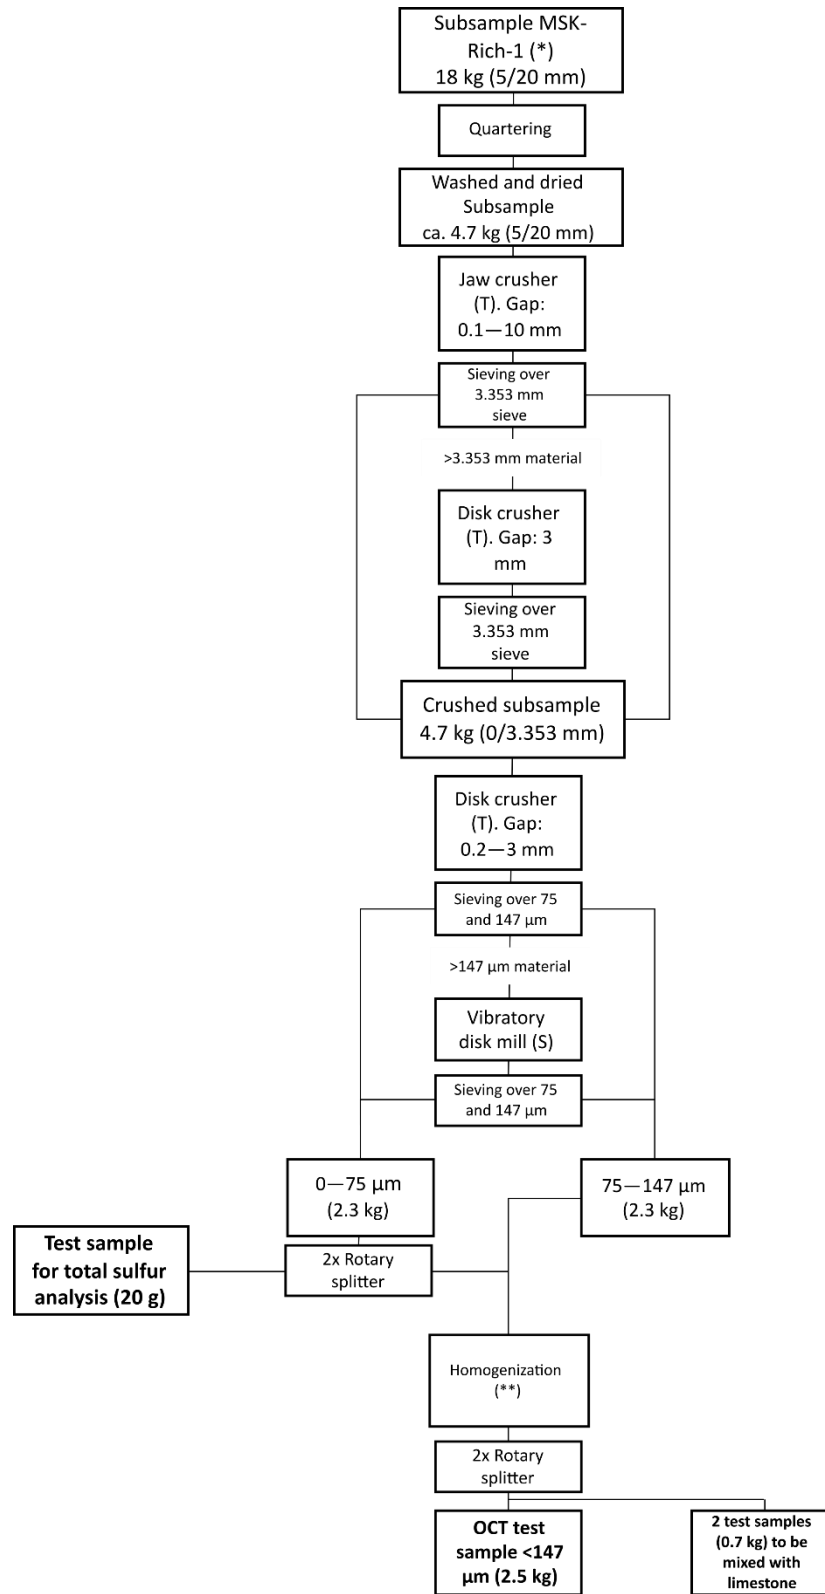 Subsample MSK-
Rich-1 (*)
18 kg (5/20 mm)
Quartering
Washed and dried
Subsample
ca. 4.7 kg (5/20 mm)
Jaw crusher
(T). Gap:
0.1—10 mm
Sieving over
3.353 mm
sieve
>3.353 mm material
Disk crusher
(T). Gap: 3
mm
Sieving over
3.353 mm
sieve
Crushed subsample
4.7 kg (0/3.353 mm)
Disk crusher
(T). Gap:
0.2—3 mm
Sieving over 75
and 147 µm
>147 µm material
Vibratory
disk mill (S)
Sieving over 75
and 147 µm
0—75 µm
(2.3 kg)
75—147 µm
(2.3 kg)
Test sample
for total sulfur
analysis (20 g)
2x Rotary
splitter
Homogenization
(**)
2x Rotary
splitter
OCT test
sample <147
µm (2.5 kg)
2 test samples
(0.7 kg) to be
mixed with
limestone